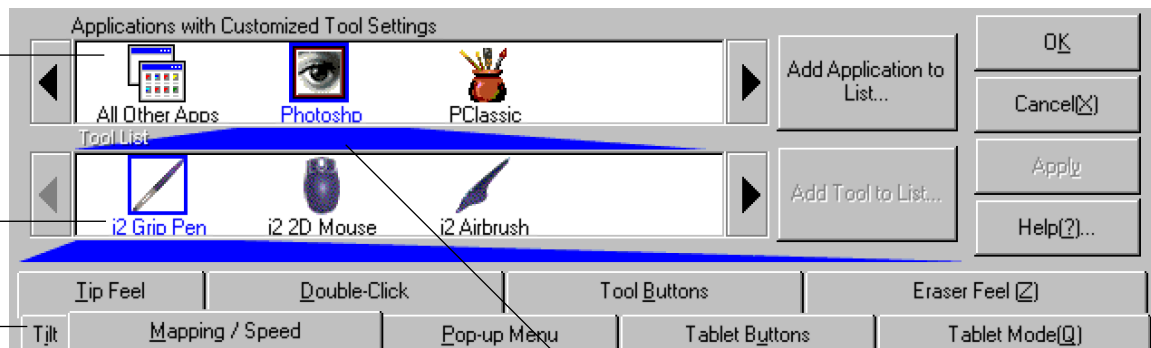 Applications with Customized Tool Settings
All Other Apps
Photoshp
PClassic
Add Application to
List...
OK
Cancel(X)
Tool List
i2 Grip Pen
i2 2D Mouse
i2 Airbrush
Add Tool to List...
Apply
Help(?)...
Tip Feel
Double-Click
Tool Buttons
Eraser Feel (Z)
Tilt
Mapping / Speed
Pop-up Menu
Tablet Buttons
Tablet Mode(Q)